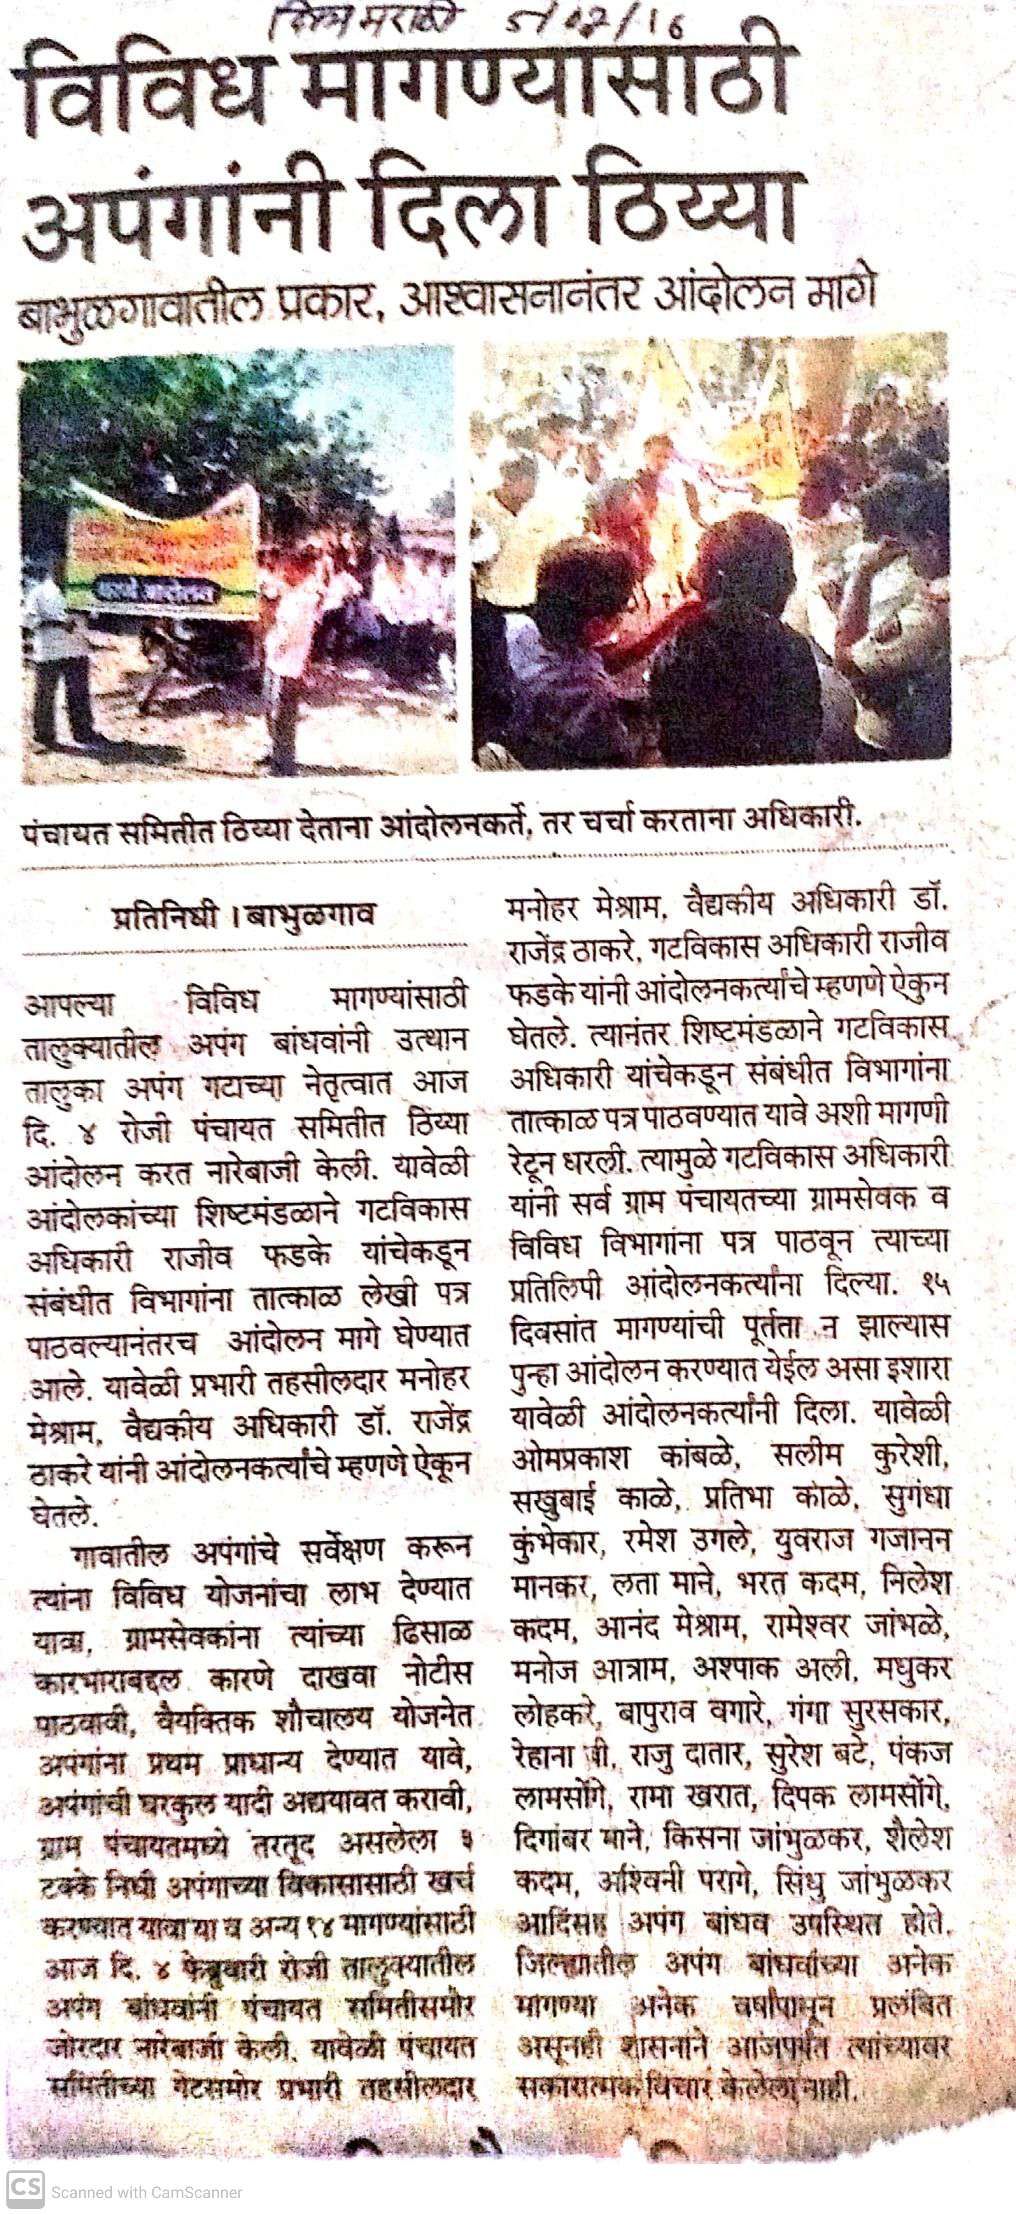 मराठी 5/02/16
विविध मागण्यासाठी
अपंगांनी दिला ठिय्या
बाभुळगावातील प्रकार, आश्वासनानंतर आंदोलन मागे
पंचायत समितीत ठिय्या देताना आंदोलनकर्ते, तर चर्चा करताना अधिकारी.
प्रतिनिधी । बाभुळगाव
आपल्या विविध मागण्यांसाठी
तालुक्यातील अपंग बांधवांनी उत्थान
तालुका अपंग गटाच्या नेतृत्वात आज
दि. ४ रोजी पंचायत समितीत ठिय्या
आंदोलन करत नारेबाजी केली. यावेळी
आंदोलकांच्या शिष्टमंडळाने गटविकास
अधिकारी राजीव फडके यांचेकडून
संबंधीत विभागांना तात्काळ लेखी पत्र
पाठवल्यानंतरच आंदोलन मागे घेण्यात
आले. यावेळी प्रभारी तहसीलदार मनोहर
मेश्राम, वैद्यकीय अधिकारी डॉ. राजेंद्र
ठाकरे यांनी आंदोलनकर्त्यांचे म्हणणे ऐकून
घेतले.
गावातील अपंगांचे सर्वेक्षण करून
त्यांना विविध योजनांचा लाभ देण्यात
यावा, ग्रामसेवकांना त्यांच्या ढिसाळ
कारभाराबद्दल कारणे दाखवा नोटीस
पाठवावी, वैयक्तिक शौचालय योजनेत
अपंगांना प्रथम प्राधान्य देण्यात यावे,
अपंगांची घरकुल यादी अद्ययावत करावी,
ग्राम पंचायतमध्ये तरतूद असलेला ३
टक्के निधी अपंगाच्या विकासासाठी खर्च
करण्यात यावा या व अन्य १४ मागण्यांसाठी
आज दि. ४ फेब्रुवारी रोजी तालुक्यातील
अपंग बांधवांनी पंचायत समितीसमोर
जोरदार नारेबाजी केली. यावेळी पंचायत
समितीच्या गेटसमोर प्रभारी तहसीलदार
मनोहर मेश्राम, वैद्यकीय अधिकारी डॉ.
राजेंद्र ठाकरे, गटविकास अधिकारी राजीव
फडके यांनी आंदोलनकर्त्यांचे म्हणणे ऐकुन
घेतले. त्यानंतर शिष्टमंडळाने गटविकास
अधिकारी यांचेकडून संबंधीत विभागांना
तात्काळ पत्र पाठवण्यात यावे अशी मागणी
रेटून धरली. त्यामुळे गटविकास अधिकारी
यांनी सर्व ग्राम पंचायतच्या ग्रामसेवक व
विविध विभागांना पत्र पाठवून त्याच्या
प्रतिलिपी आंदोलनकर्त्यांना दिल्या. १५
दिवसांत मागण्यांची पूर्तता न झाल्यास
पुन्हा आंदोलन करण्यात येईल असा इशारा
यावेळी आंदोलनकर्त्यांनी दिला. यावेळी
ओमप्रकाश कांबळे, सलीम कुरेशी,
सखुबाई काळे, प्रतिभा काळे, सुगंधा
कुंभेकार, रमेश उगले, युवराज गजानन
मानकर, लता माने, भरत कदम, निलेश
कदम, आनंद मेश्राम, रामेश्वर जांभळे,
मनोज आत्राम, अश्पाक अली, मधुकर
लोहकरे, बापुराव वगारे, गंगा सुरसकार,
रेहाना बी, राजु दातार, सुरेश बटे, पंकज
लामसोंगे, रामा खरात, दिपक लामसोंगे,
दिगांबर माने, किसना जांभुळकर, शैलेश
कदम, अश्विनी परागे, सिंधु जांभुळकर
आदिंसह अपंग बांधव उपस्थित होते.
जिल्ह्यातील अपंग बांधवांच्या अनेक
मागण्या अनेक वर्षांपासून प्रलंबित
असूनही शासनाने आजपर्यंत त्यांच्यावर
सकारात्मक विचार केलेला नाही.
CS Scanned with CamScanner